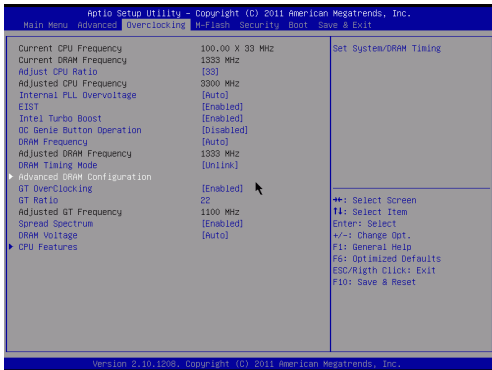 Aptio Setup Utility – Copyright (C) 2011 American Megatrends, Inc.
Main Menu Advanced Overclocking M-Flash Security Boot Save & Exit
Current CPU Frequency 100.00 X 33 MHz
Current DRAM Frequency 1333 MHz
Adjust CPU Ratio [33]
Adjusted CPU Frequency 3300 MHz
Internal PLL Overvoltage [Auto]
EIST [Enabled]
Intel Turbo Boost [Enabled]
OC Genie Button Operation [Disabled]
DRAM Frequency [Auto]
Adjusted DRAM Frequency 1333 MHz
DRAM Timing Mode [Unlink]
Advanced DRAM Configuration
GT OverClocking [Enabled]
GT Ratio 22
Adjusted GT Frequency 1100 MHz
Spread Spectrum [Enabled]
DRAM Voltage [Auto]
CPU Features
Set System/DRAM Timing
→←: Select Screen
↑↓: Select Item
Enter: Select
+/-: Change Opt.
F1: General Help
F6: Optimized Defaults
ESC/Rigth Click: Exit
F10: Save & Reset
Version 2.10.1208. Copyright (C) 2011 American Megatrends, Inc.